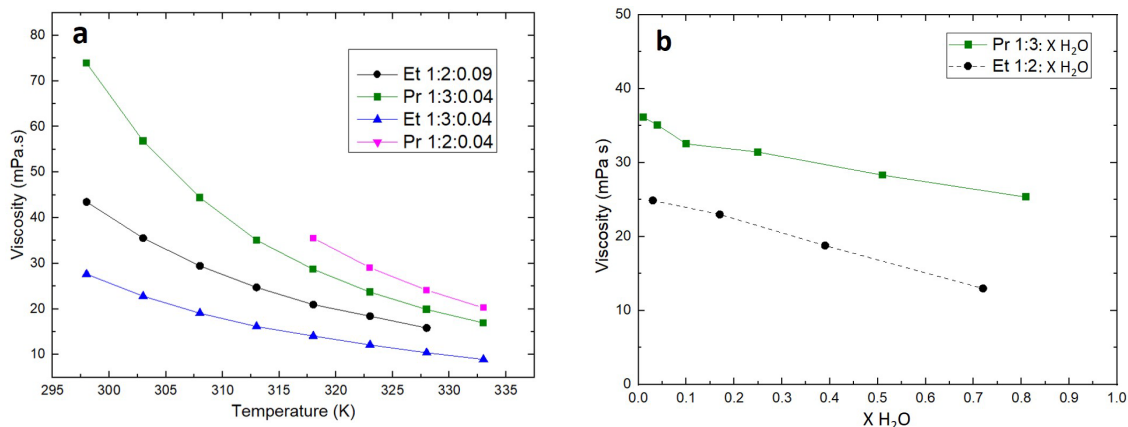 a
Et 1:2:0.09
Pr 1:3:0.04
Et 1:3:0.04
Pr 1:2:0.04
Viscosity (mPa.s)
80
70
60
50
40
30
20
10
295 300 305 310 315 320 325 330 335
Temperature (K)
b
Pr 1:3: X H₂O
Et 1:2: X H₂O
Viscosity (mPa s)
50
40
30
20
10
0
0.0 0.1 0.2 0.3 0.4 0.5 0.6 0.7 0.8 0.9 1.0
X H₂O